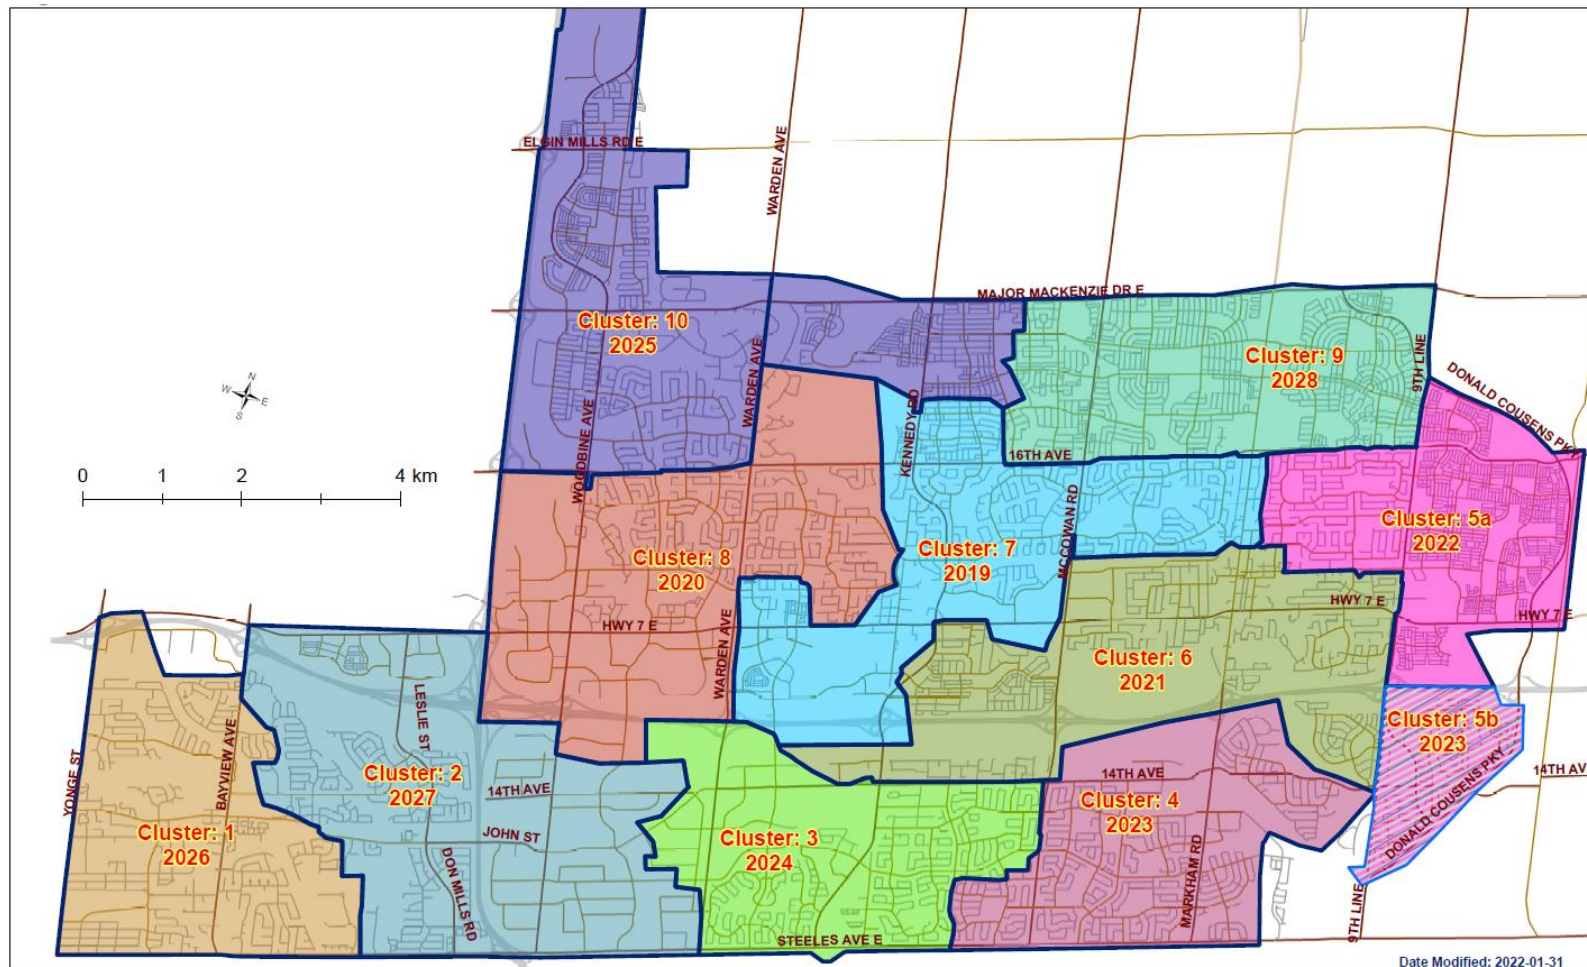 ELGIN MILLS RD E
WARDEN AVE
MAJOR MACKENZIE DR E
Cluster: 10
2025
Cluster: 9
2028
9TH LINE
DONALD COUSENS PKY
WARDEN AVE
N
W
E
S
WOODBINE AVE
KENNEDY RD
16TH AVE
0
1
2
4 km
MCCOWAN RD
Cluster: 5a
2022
Cluster: 8
2020
Cluster: 7
2019
HWY 7 E
HWY 7 E
HWY 7 E
WARDEN AVE
Cluster: 6
2021
LESLIE ST
Cluster: 5b
2023
YONGE ST
BAYVIEW AVE
Cluster: 2
2027
14TH AVE
14TH AVE
14TH AVE
Cluster: 4
2023
DONALD COUSENS PKY
Cluster: 1
2026
JOHN ST
Cluster: 3
2024
DON MILLS RD
MARKHAM RD
9TH LINE
STEELES AVE E
Date Modified: 2022-01-31